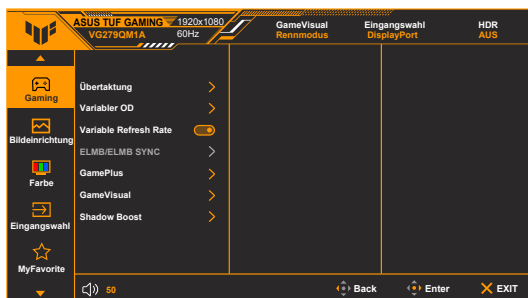 ASUS TUF GAMING 1920x1080
VG279QM1A 60Hz
GameVisual
Rennmodus
Eingangswahl
DisplayPort
HDR
AUS
Gaming
Bildeinrichtung
Farbe
Eingangswahl
MyFavorite
Übertaktung
Variabler OD
Variable Refresh Rate
ELMB/ELMB SYNC
GamePlus
GameVisual
Shadow Boost
50
Back
Enter
EXIT